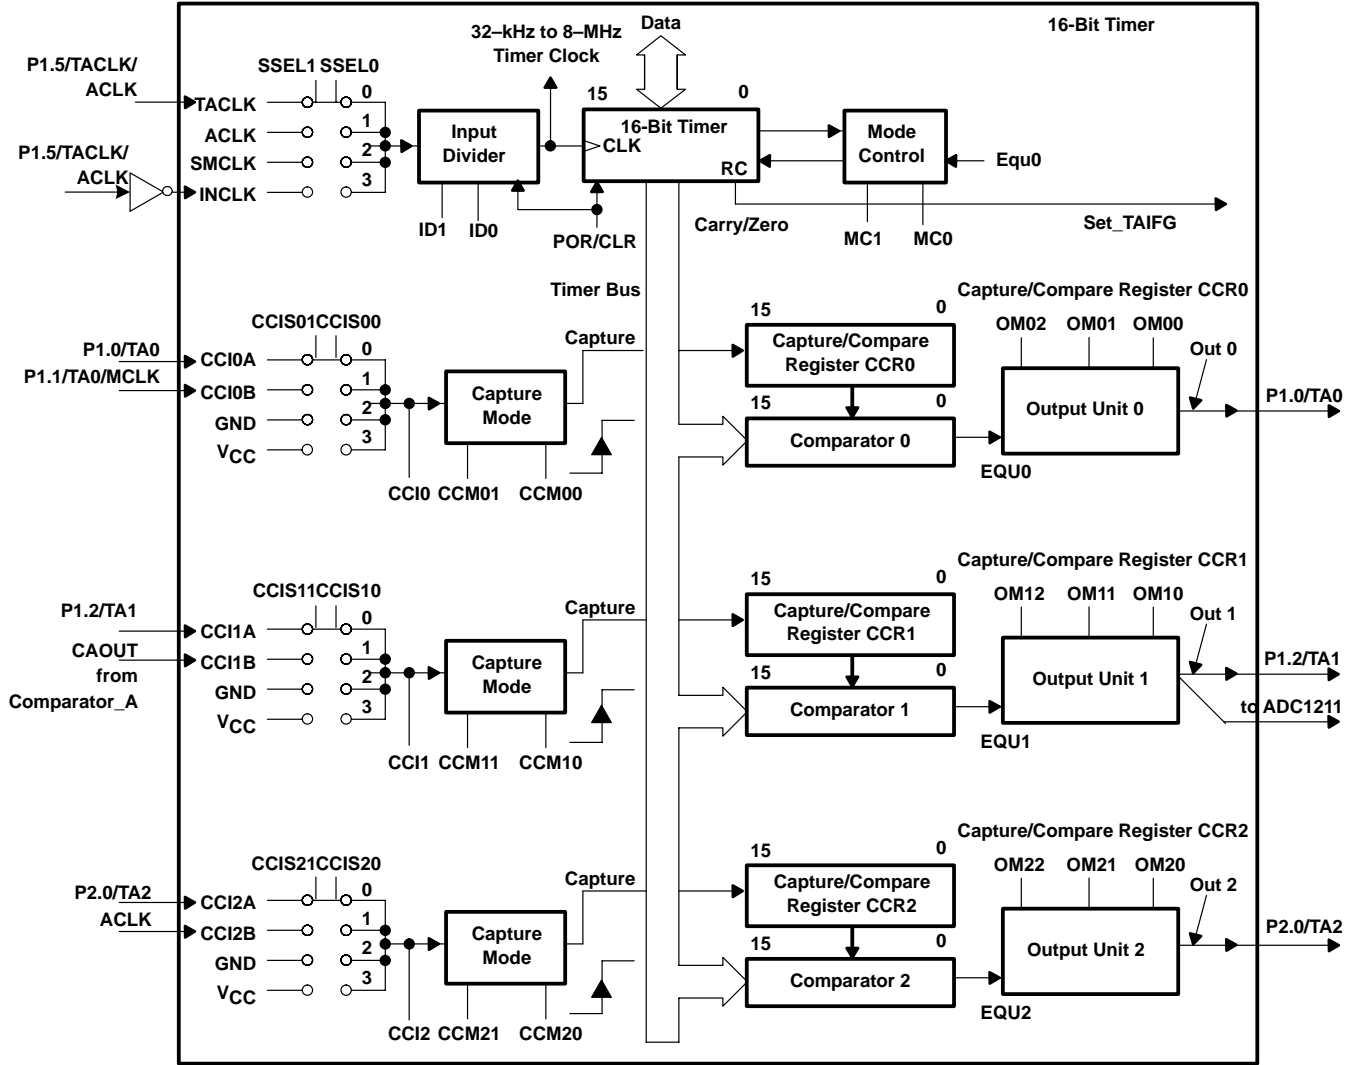 16-Bit Timer
32–kHz to 8–MHz
Timer Clock
Data
P1.5/TACLK/
ACLK
SSEL1 SSEL0
TACLK
0
ACLK
1
SMCLK
2
INCLK
3
P1.5/TACLK/
ACLK
Input
Divider
ID1
ID0
15
0
16-Bit Timer
CLK
RC
POR/CLR
Mode
Control
Equ0
MC1
MC0
Carry/Zero
Set_TAIFG
Timer Bus
P1.0/TA0
P1.1/TA0/MCLK
CCIS01CCIS00
CCI0A
0
CCI0B
1
GND
2
VCC
3
Capture
Mode
Capture
CCI0
CCM01
CCM00
15
0
Capture/Compare
Register CCR0
15
0
Comparator 0
EQU0
Capture/Compare Register CCR0
OM02
OM01
OM00
Output Unit 0
Out 0
P1.0/TA0
P1.2/TA1
CAOUT
from
Comparator_A
CCIS11CCIS10
CCI1A
0
CCI1B
1
GND
2
VCC
3
Capture
Mode
Capture
CCI1
CCM11
CCM10
15
0
Capture/Compare
Register CCR1
15
0
Comparator 1
EQU1
Capture/Compare Register CCR1
OM12
OM11
OM10
Output Unit 1
Out 1
P1.2/TA1
to ADC1211
P2.0/TA2
ACLK
CCIS21CCIS20
CCI2A
0
CCI2B
1
GND
2
VCC
3
Capture
Mode
Capture
CCI2
CCM21
CCM20
15
0
Capture/Compare
Register CCR2
15
0
Comparator 2
EQU2
Capture/Compare Register CCR2
OM22
OM21
OM20
Output Unit 2
Out 2
P2.0/TA2